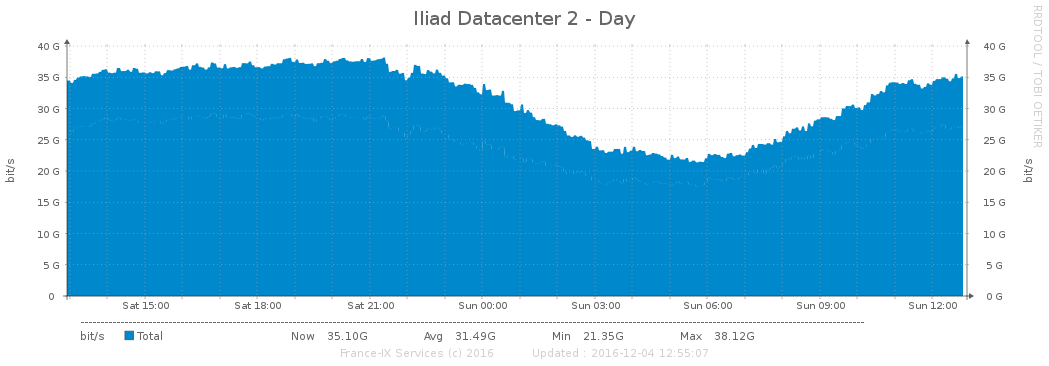 Iliad Datacenter 2 - Day
RRDTOOL / TOBI OETIKER
40 G 40 G
35 G 35 G
30 G 30 G
25 G 25 G
20 G 20 G
15 G 15 G
10 G 10 G
5 G 5 G
0 0 G
bit/s
bit/s
Sat 15:00 Sat 18:00 Sat 21:00 Sun 00:00 Sun 03:00 Sun 06:00 Sun 09:00 Sun 12:00
bit/s Total Now 35.10G Avg 31.49G Min 21.35G Max 38.12G
France-IX Services (c) 2016 Updated : 2016-12-04 12:55:07